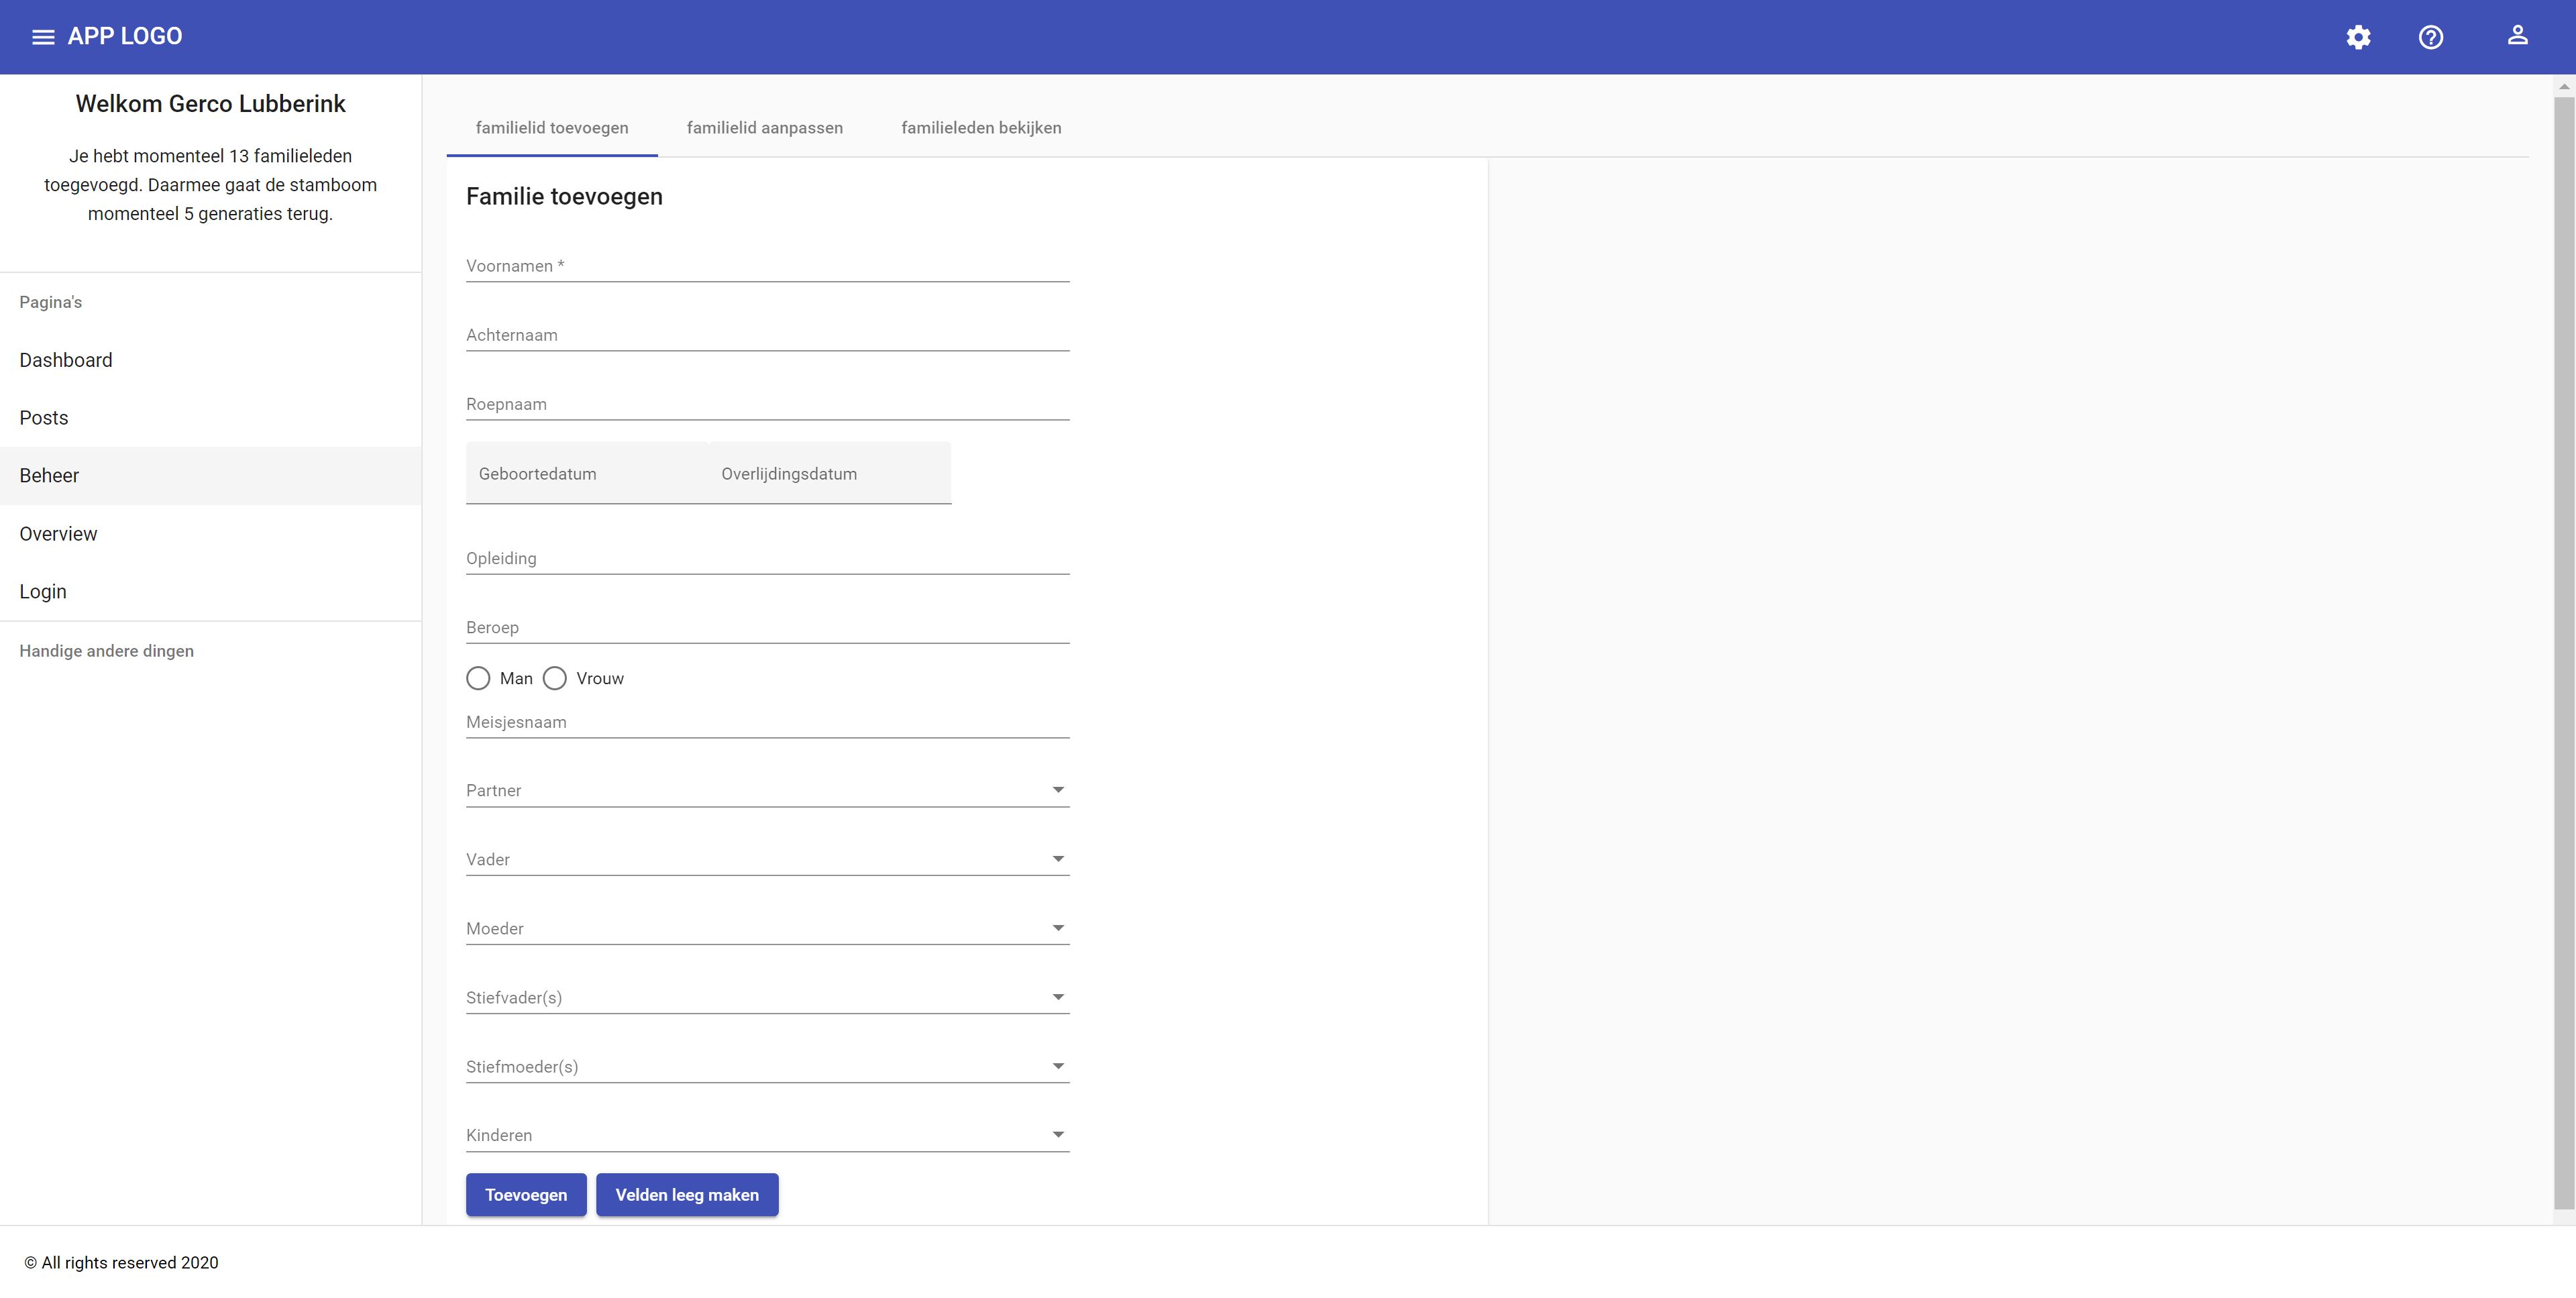 APP LOGO
Welkom Gerco Lubberink
Je hebt momenteel 13 familieleden
toegevoegd. Daarmee gaat de stamboom
momenteel 5 generaties terug.
Pagina's
Dashboard
Posts
Beheer
Overview
Login
Handige andere dingen
familielid toevoegen familielid aanpassen familieleden bekijken
Familie toevoegen
Voornamen *
Achternaam
Roepnaam
Geboortedatum Overlijdingsdatum
Opleiding
Beroep
Man Vrouw
Meisjesnaam
Partner
Vader
Moeder
Stiefvader(s)
Stiefmoeder(s)
Kinderen
Toevoegen Velden leeg maken
© All rights reserved 2020